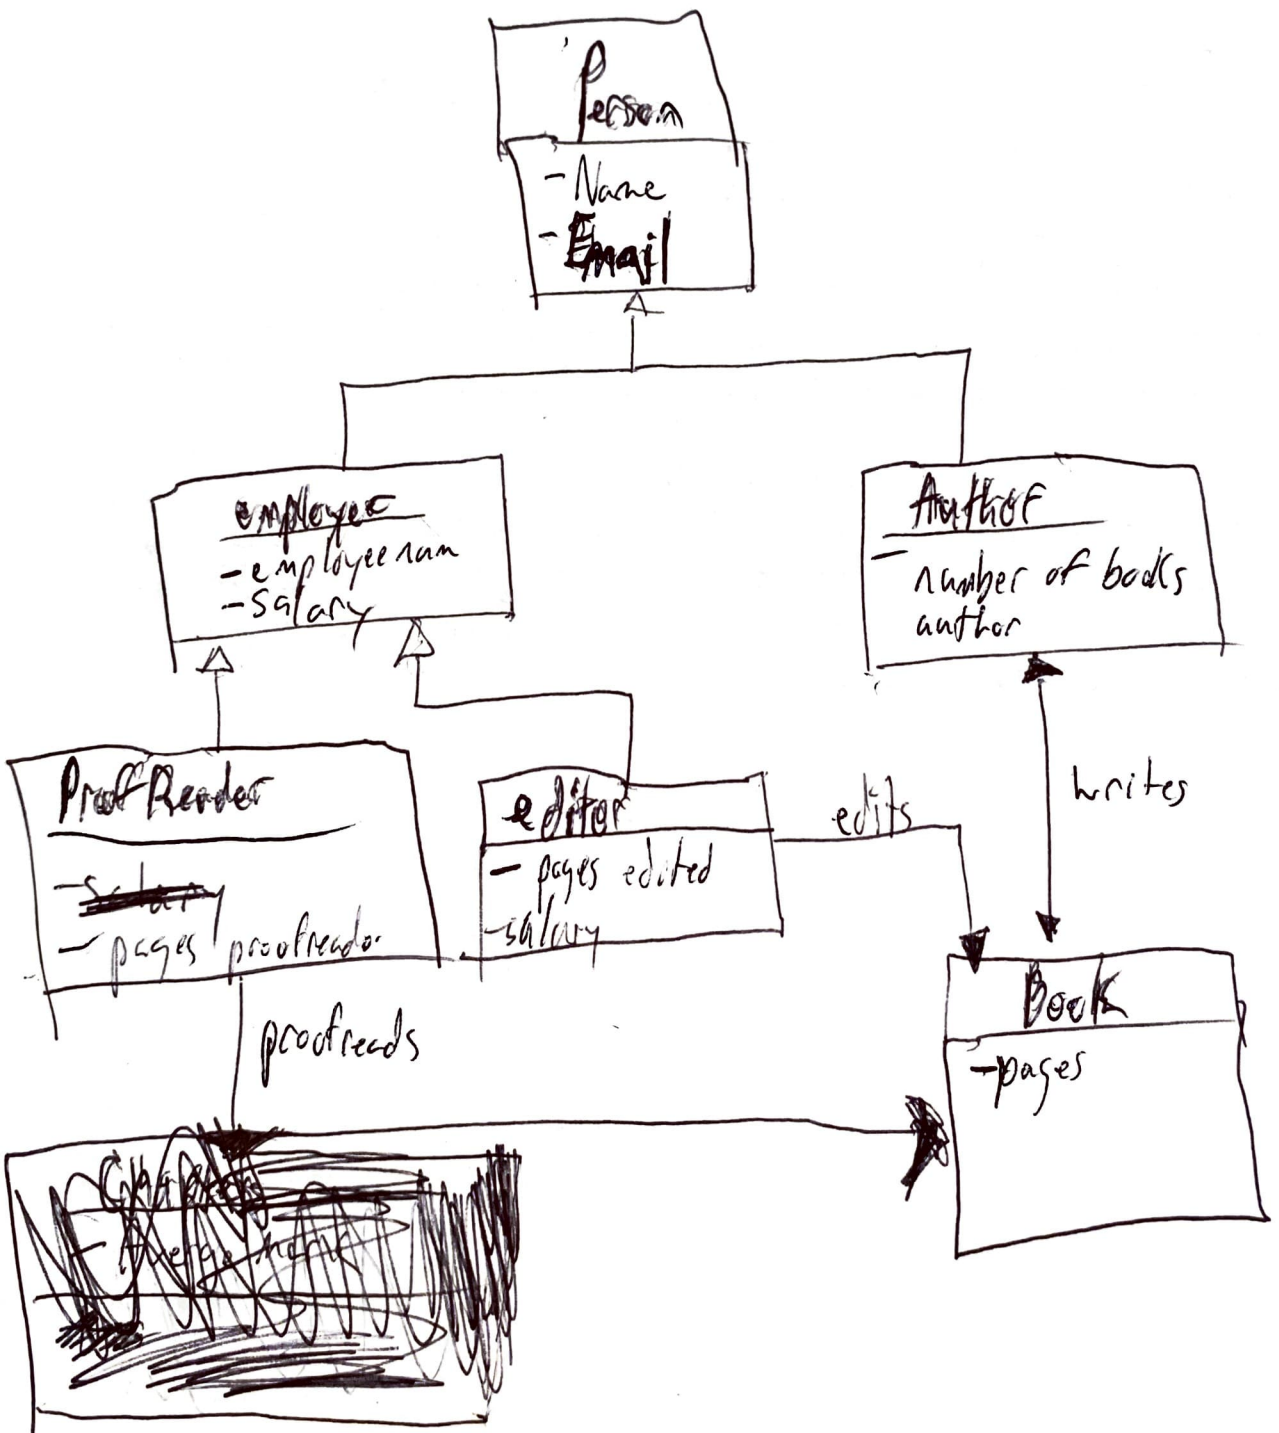 Person
- Name
- Email
employee
- employee num
- salary
Author
- number of books
author
ProofReader
- pages proofreador
editor
- pages edited
- salary
edits
writes
Book
- pages
proofreads